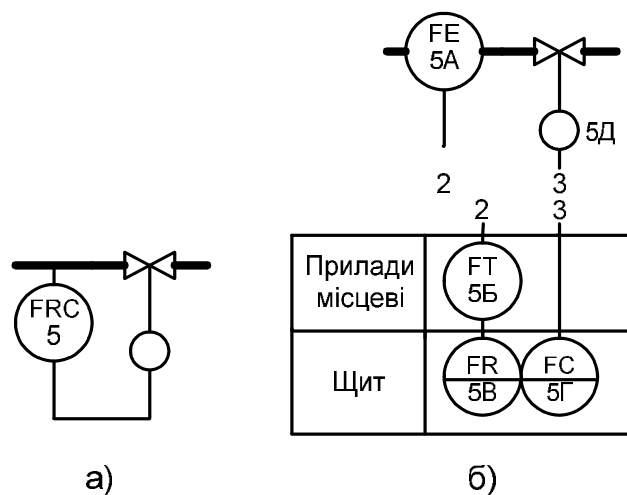 FE
5А
5Д
2
3
2
3
Прилади
місцеві
FT
5Б
FRC
5
Щит
FR
5В
FC
5Г
а)
б)